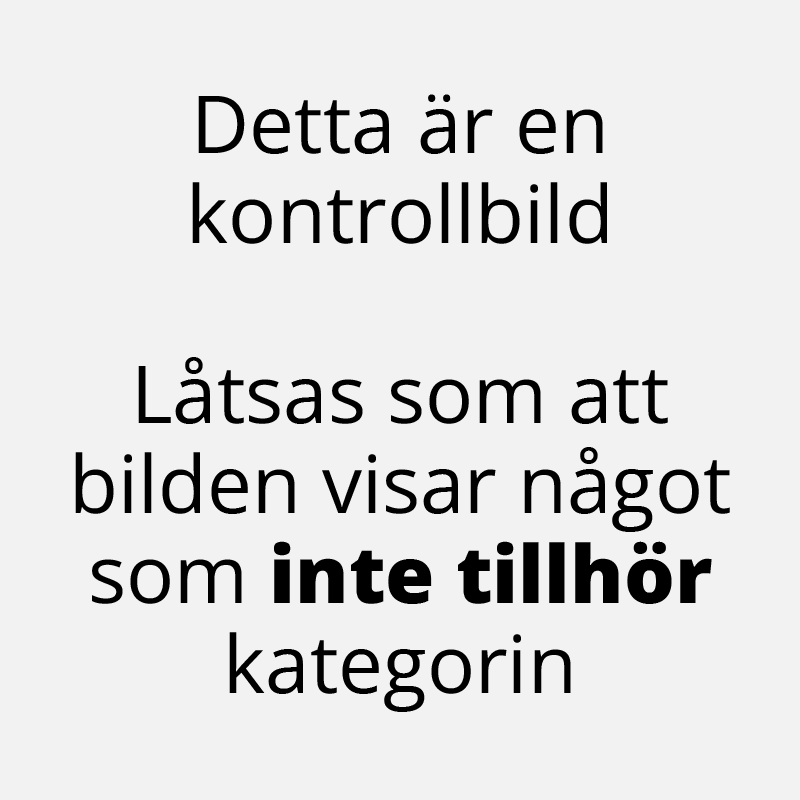 Detta är en
kontrollbild
Låtsas som att
bilden visar något
som inte tillhör
kategorin